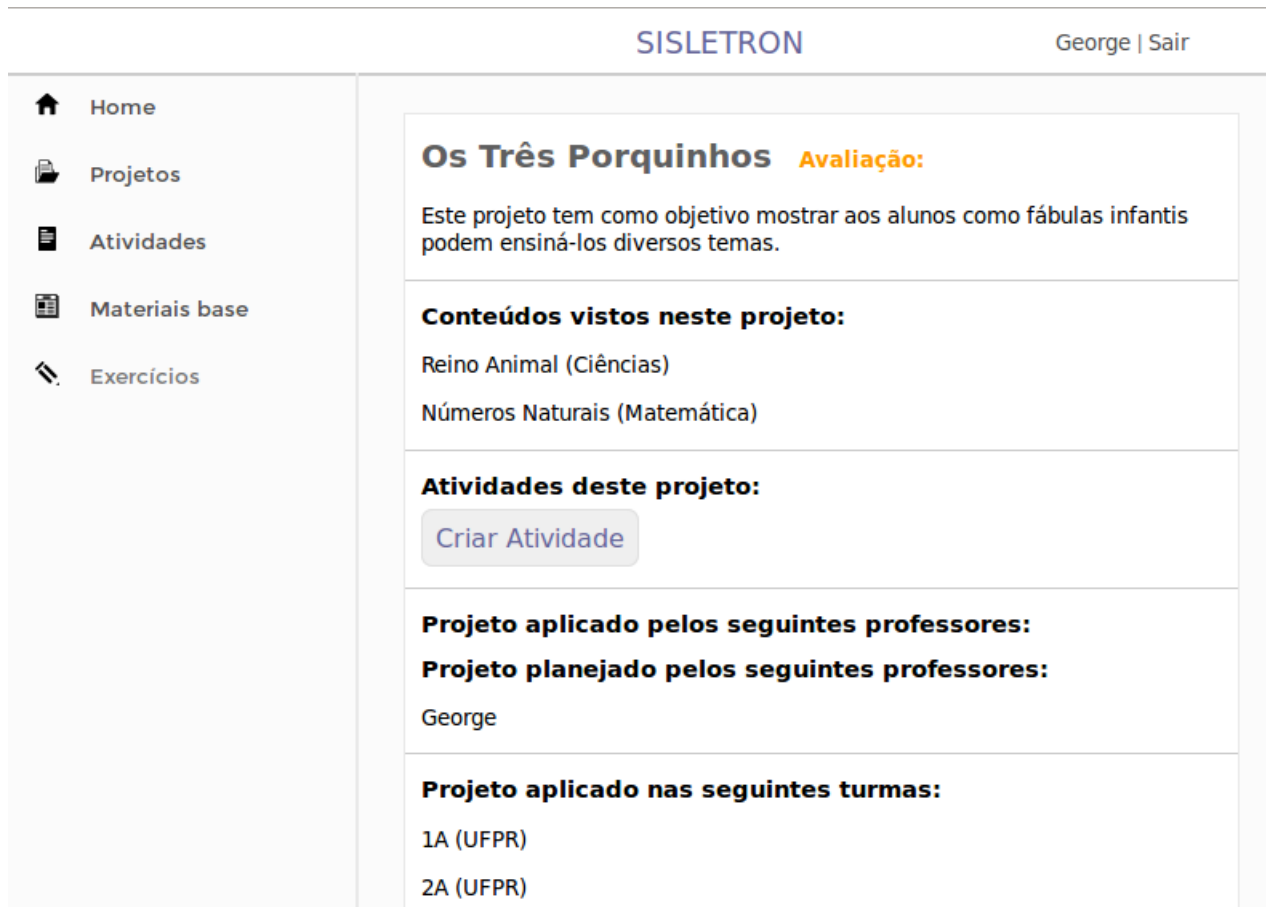 SISLETRON
George | Sair
Home
Projetos
Atividades
Materiais base
Exercícios
Os Três Porquinhos Avaliação:
Este projeto tem como objetivo mostrar aos alunos como fábulas infantis
podem ensiná-los diversos temas.
Conteúdos vistos neste projeto:
Reino Animal (Ciências)
Números Naturais (Matemática)
Atividades deste projeto:
Criar Atividade
Projeto aplicado pelos seguintes professores:
Projeto planejado pelos seguintes professores:
George
Projeto aplicado nas seguintes turmas:
1A (UFPR)
2A (UFPR)